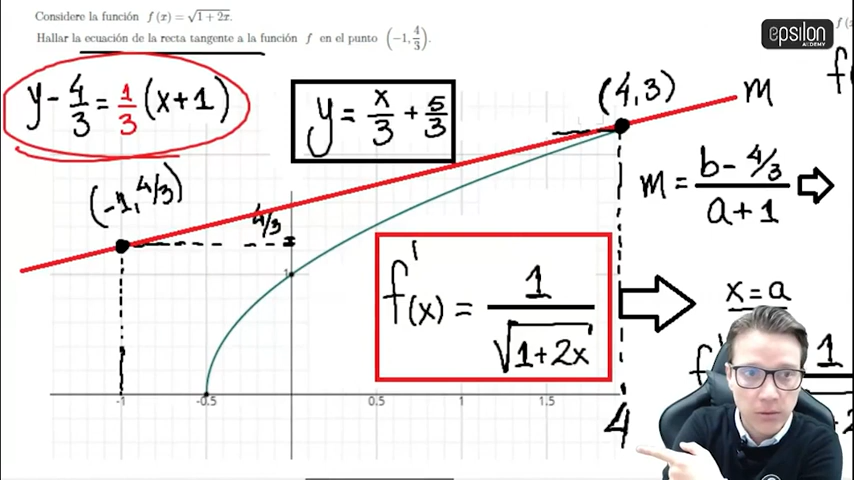 Considere la función f(x) = √1 + 2x.
Hallar la ecuación de la recta tangente a la función f en el punto (−1, 4/3).
epsilon
ACADEMY
y − 4/3 = 1/3 (x + 1)
y = x/3 + 5/3
(4,3)
m
(-1, 4/3)
4/3
m = b − 4/3 / a + 1
1
f'(x) = 1 / √1+2x
x = a
-1
-0.5
0.5
1
1.5
4